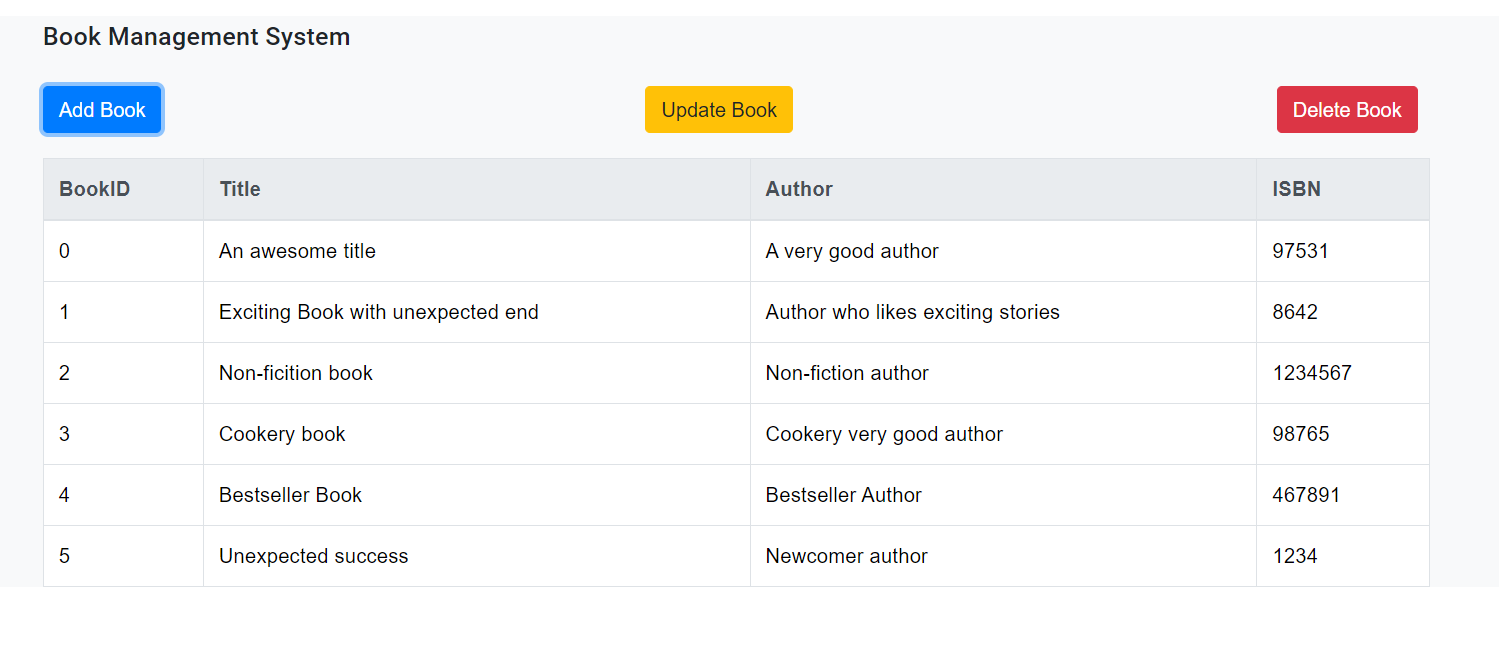 Book Management System
Add Book Update Book Delete Book
BookID Title Author ISBN
0 An awesome title A very good author 97531
1 Exciting Book with unexpected end Author who likes exciting stories 8642
2 Non-ficition book Non-fiction author 1234567
3 Cookery book Cookery very good author 98765
4 Bestseller Book Bestseller Author 467891
5 Unexpected success Newcomer author 1234